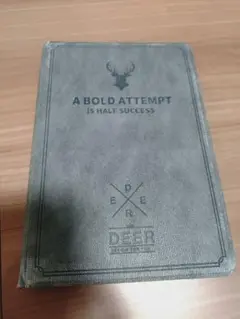 A BOLD ATTEMPT
IS HALF SUCCESS
D
E E
R
DEER